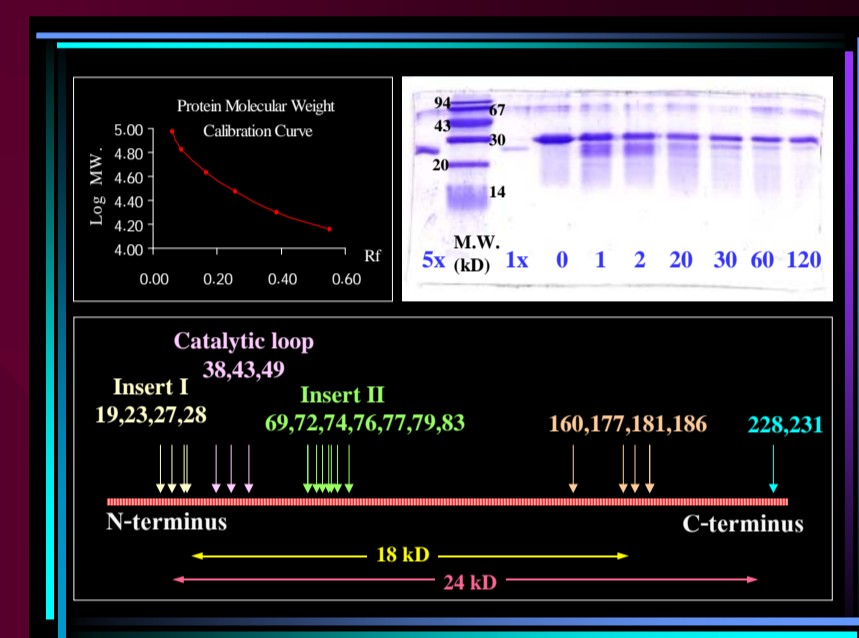 Protein Molecular Weight
Calibration Curve
Log MW.
5.00
4.80
4.60
4.40
4.20
4.00
Rf
0.00 0.20 0.40 0.60
94
67
43
30
20
14
M.W.
5x (kD) 1x 0 1 2 20 30 60 120
Catalytic loop
38,43,49
Insert I
19,23,27,28
Insert II
69,72,74,76,77,79,83
160,177,181,186
228,231
N-terminus
C-terminus
18 kD
24 kD